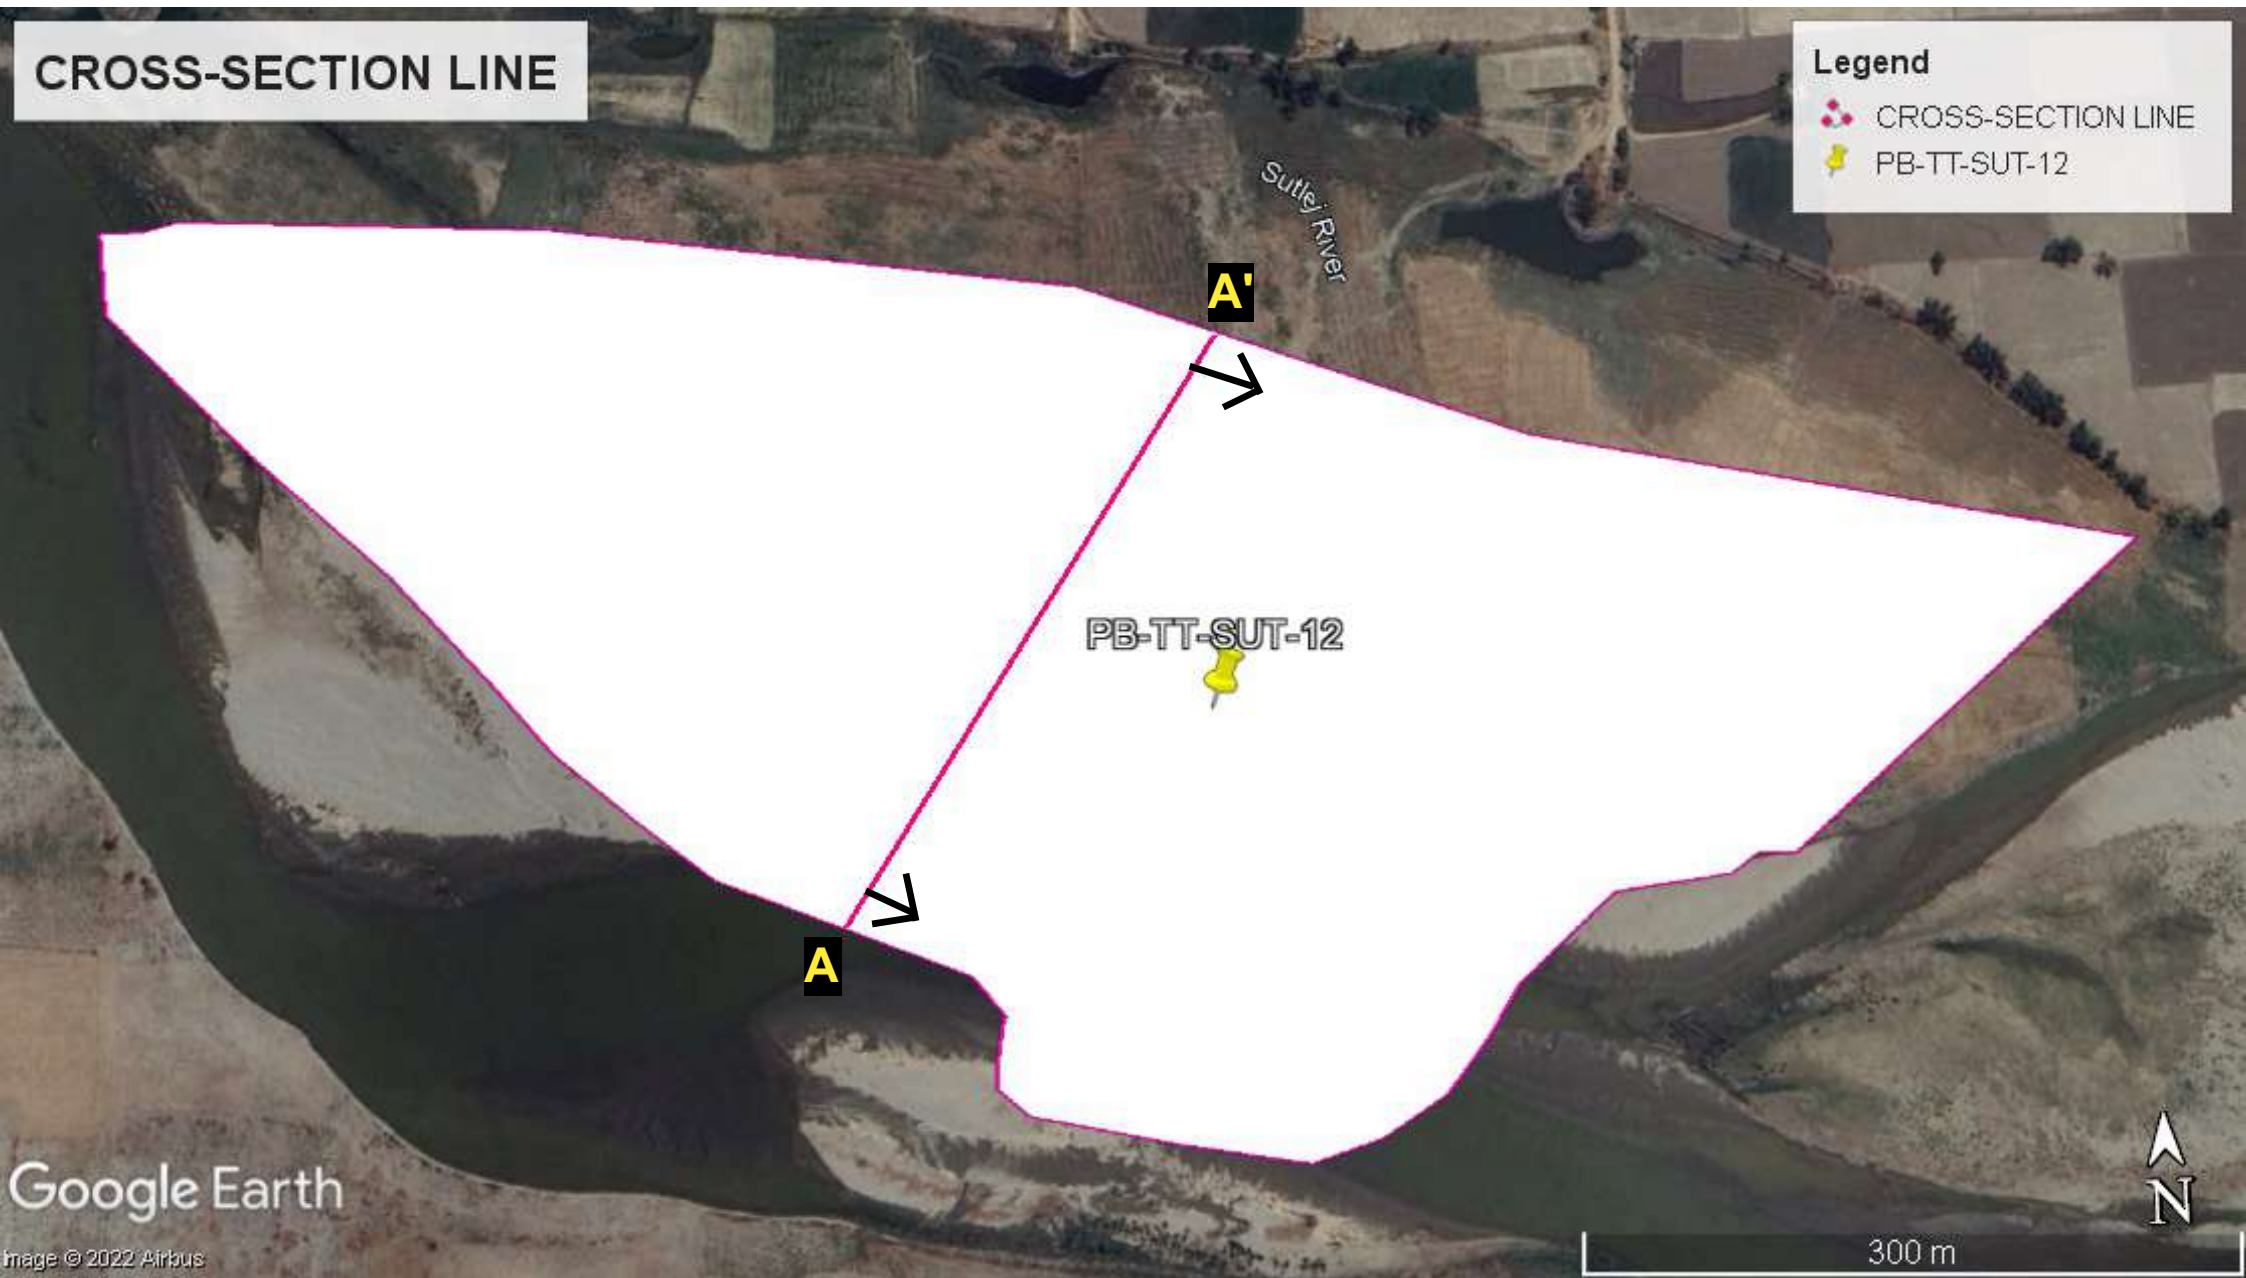 CROSS-SECTION LINE
Legend
CROSS-SECTION LINE
PB-TT-SUT-12
Sutlej River
A'
PB-TT-SUT-12
A
N
Google Earth
300 m
Image © 2022 Airbus